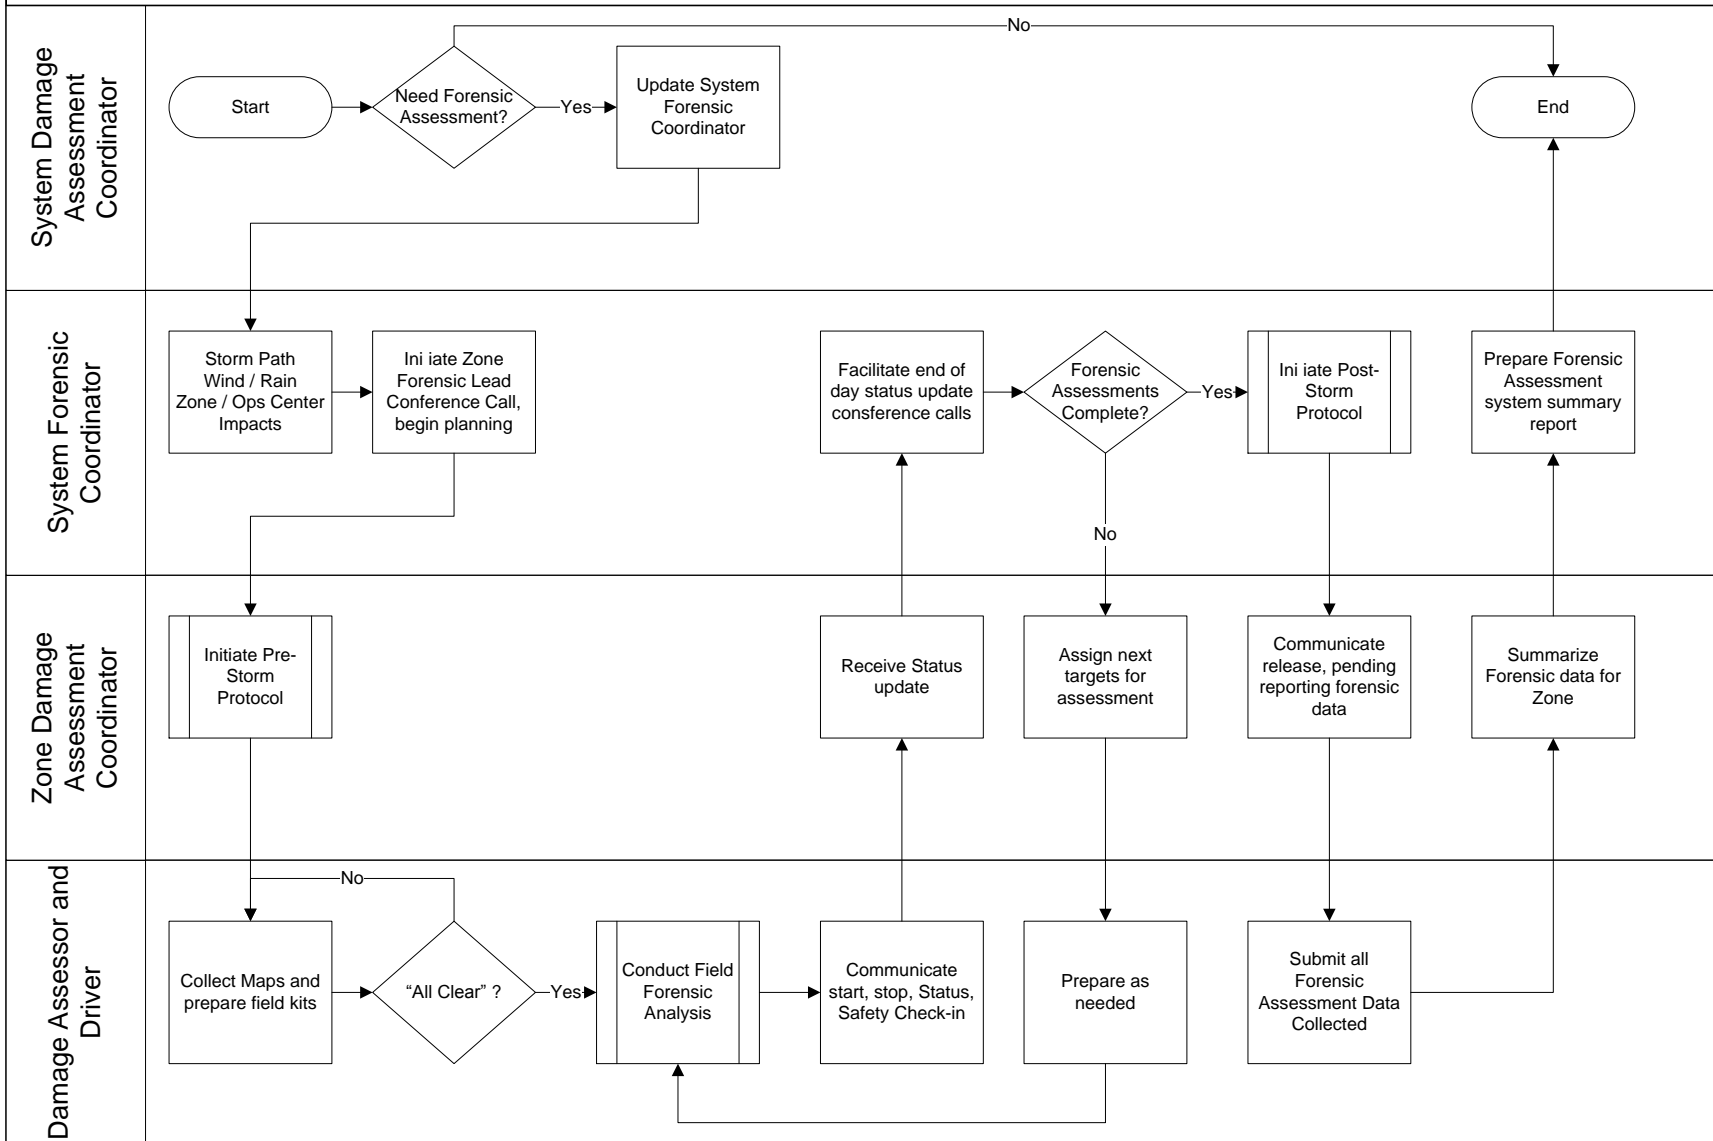 System Damage
Assessment
Coordinator
No
Start
Need Forensic
Assessment?
Yes
Update System
Forensic
Coordinator
End
System Forensic
Coordinator
Storm Path
Wind / Rain
Zone / Ops Center
Impacts
Ini iate Zone
Forensic Lead
Conference Call,
begin planning
Facilitate end of
day status update
consference calls
Forensic
Assessments
Complete?
Yes
Ini iate Post-
Storm
Protocol
Prepare Forensic
Assessment
system summary
report
No
Zone Damage
Assessment
Coordinator
Initiate Pre-
Storm
Protocol
Receive Status
update
Assign next
targets for
assessment
Communicate
release, pending
reporting forensic
data
Summarize
Forensic data for
Zone
Damage Assessor and
Driver
No
Collect Maps and
prepare field kits
“All Clear” ?
Yes
Conduct Field
Forensic
Analysis
Communicate
start, stop, Status,
Safety Check-in
Prepare as
needed
Submit all
Forensic
Assessment Data
Collected